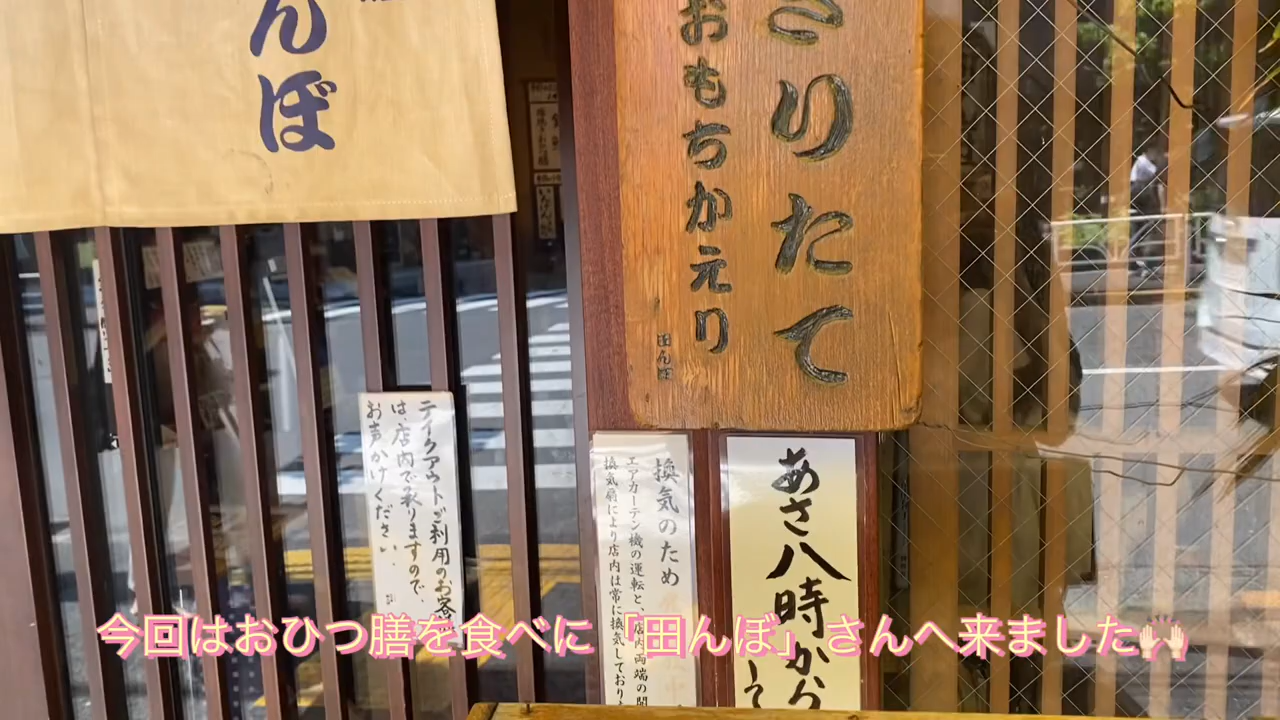 んぼ
きりたて
おもちかえり
田んぼ
テイクアウトご利用のお客
は、店内で承りますので、
お声かけください。
換気のため
エアカーテン機の運転と、店内両端の開
換気扇により店内は常に換気しており
あさ八時から
今回はおひつ膳を食べに「田んぼ」さんへ来ました🙌🏻